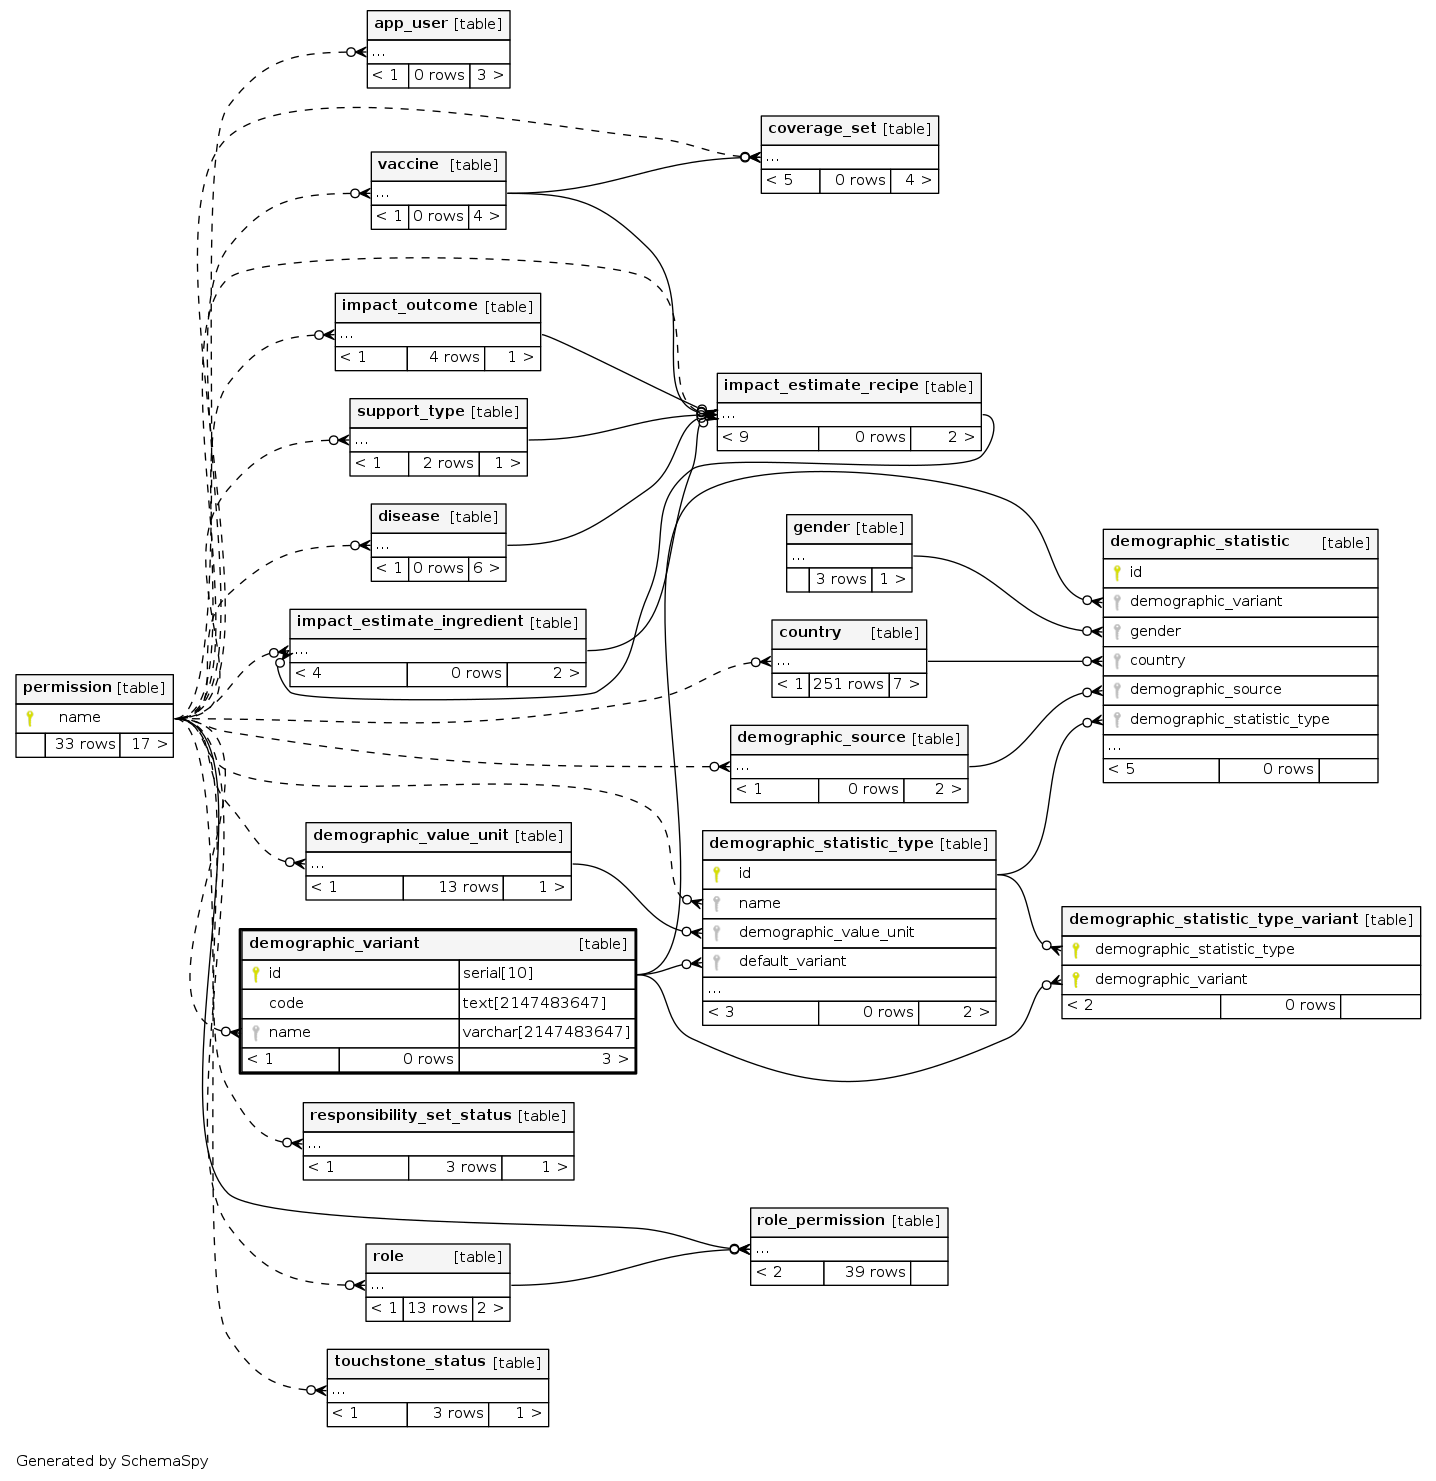 app_user [table]
...
< 1 0 rows 3 >
coverage_set [table]
...
< 5 0 rows 4 >
vaccine [table]
...
< 1 0 rows 4 >
impact_outcome [table]
...
< 1 4 rows 1 >
impact_estimate_recipe [table]
...
< 9 0 rows 2 >
support_type [table]
...
< 1 2 rows 1 >
disease [table]
...
< 1 0 rows 6 >
gender [table]
...
3 rows 1 >
demographic_statistic [table]
id
demographic_variant
gender
country
demographic_source
demographic_statistic_type
...
< 5 0 rows
impact_estimate_ingredient [table]
...
< 4 0 rows 2 >
country [table]
...
< 1 251 rows 7 >
permission [table]
name
33 rows 17 >
demographic_source [table]
...
< 1 0 rows 2 >
demographic_value_unit [table]
...
< 1 13 rows 1 >
demographic_statistic_type [table]
id
name
demographic_value_unit
default_variant
...
< 3 0 rows 2 >
demographic_statistic_type_variant [table]
demographic_statistic_type
demographic_variant
< 2 0 rows
demographic_variant [table]
id serial[10]
code text[2147483647]
name varchar[2147483647]
< 1 0 rows 3 >
responsibility_set_status [table]
...
< 1 3 rows 1 >
role_permission [table]
...
< 2 39 rows
role [table]
...
< 1 13 rows 2 >
touchstone_status [table]
...
< 1 3 rows 1 >
Generated by SchemaSpy